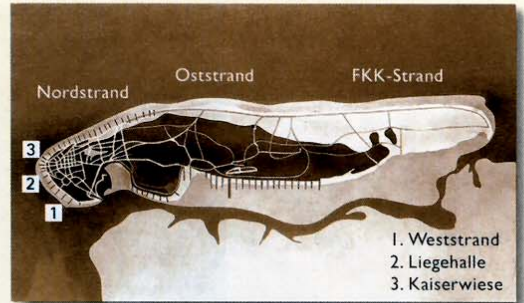 Nordstrand
Oststrand
FKK-Strand
3
2
1
1. Weststrand
2. Liegehalle
3. Kaiserwiese